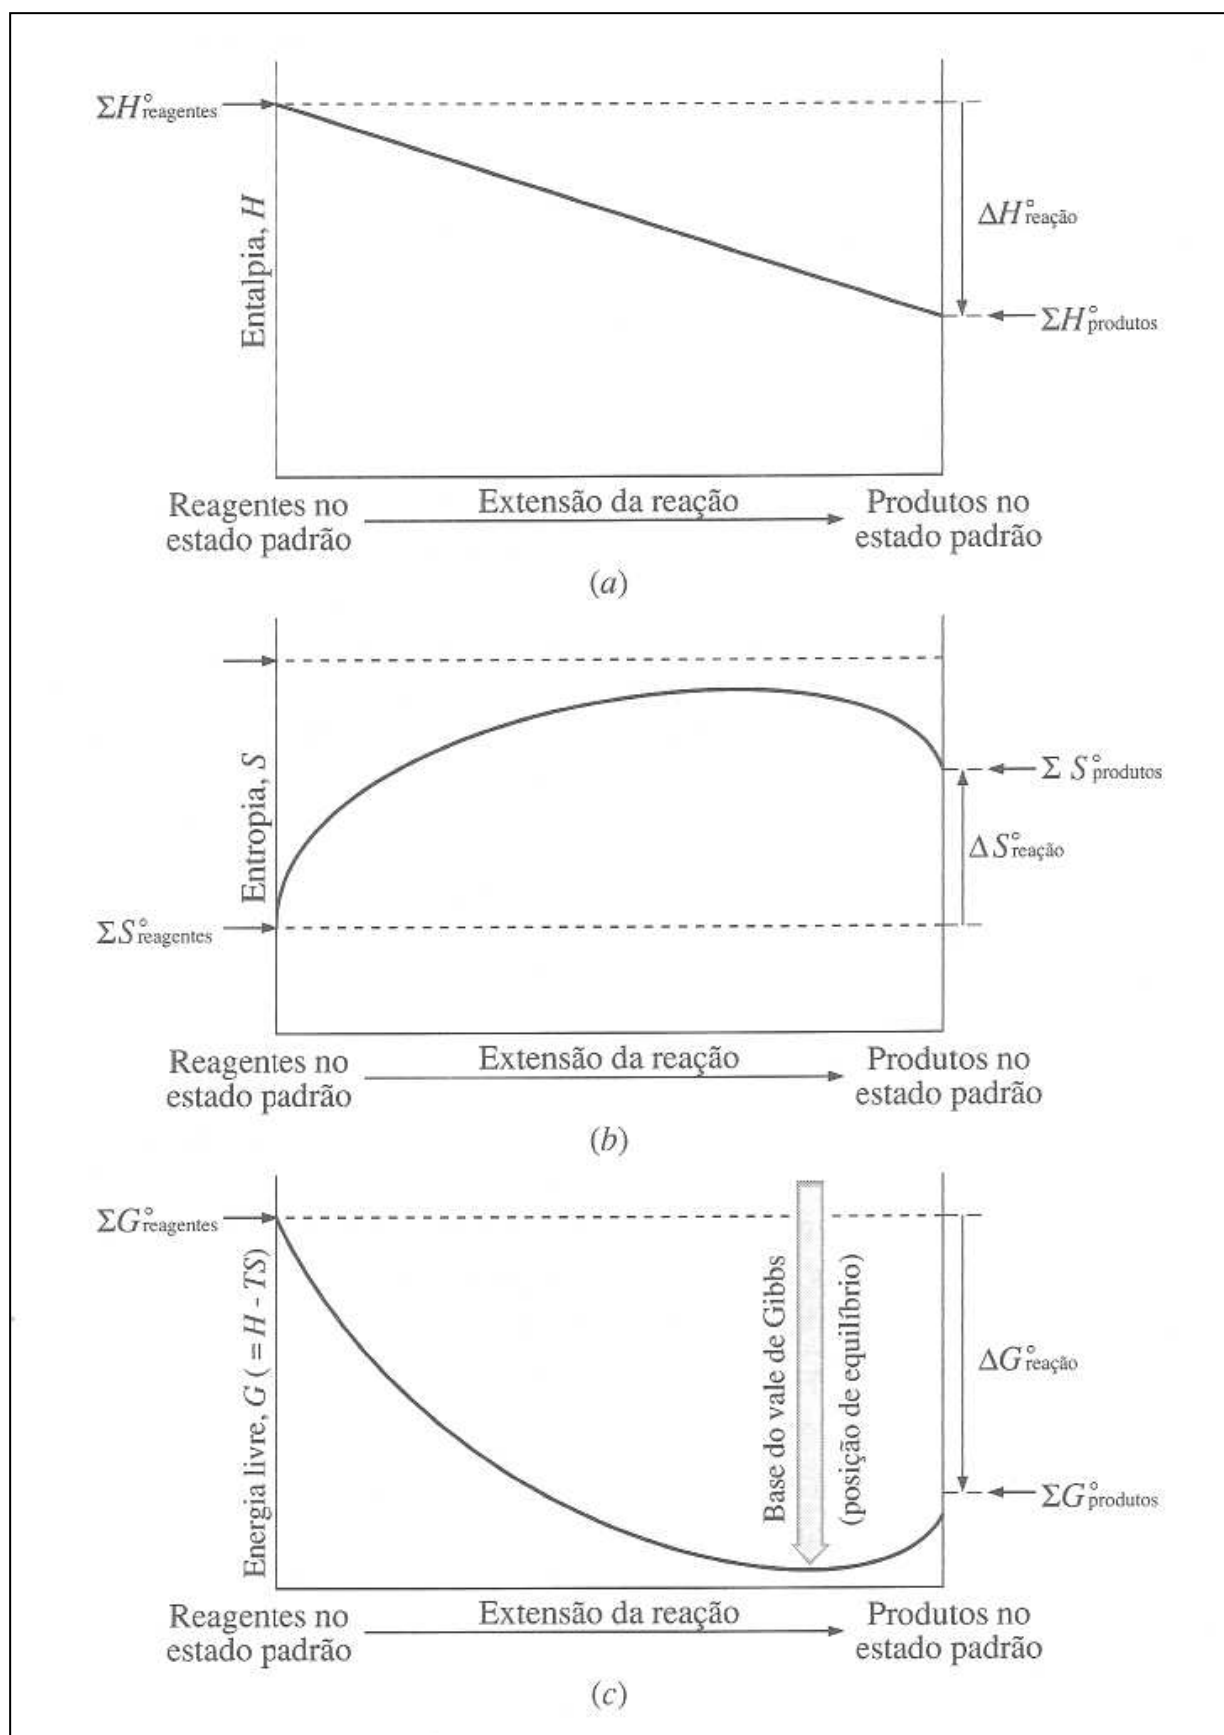 ΣH°reagentes
Entalpia, H
ΔH°reação
ΣH°produtos
Reagentes no
estado padrão
Extensão da reação
Produtos no
estado padrão
(a)
Entropia, S
Σ S°produtos
ΔS°reação
ΣS°reagentes
Reagentes no
estado padrão
Extensão da reação
Produtos no
estado padrão
(b)
ΣG°reagentes
Energia livre, G (= H - TS)
Base do vale de Gibbs
(posição de equilíbrio)
ΔG°reação
ΣG°produtos
Reagentes no
estado padrão
Extensão da reação
Produtos no
estado padrão
(c)